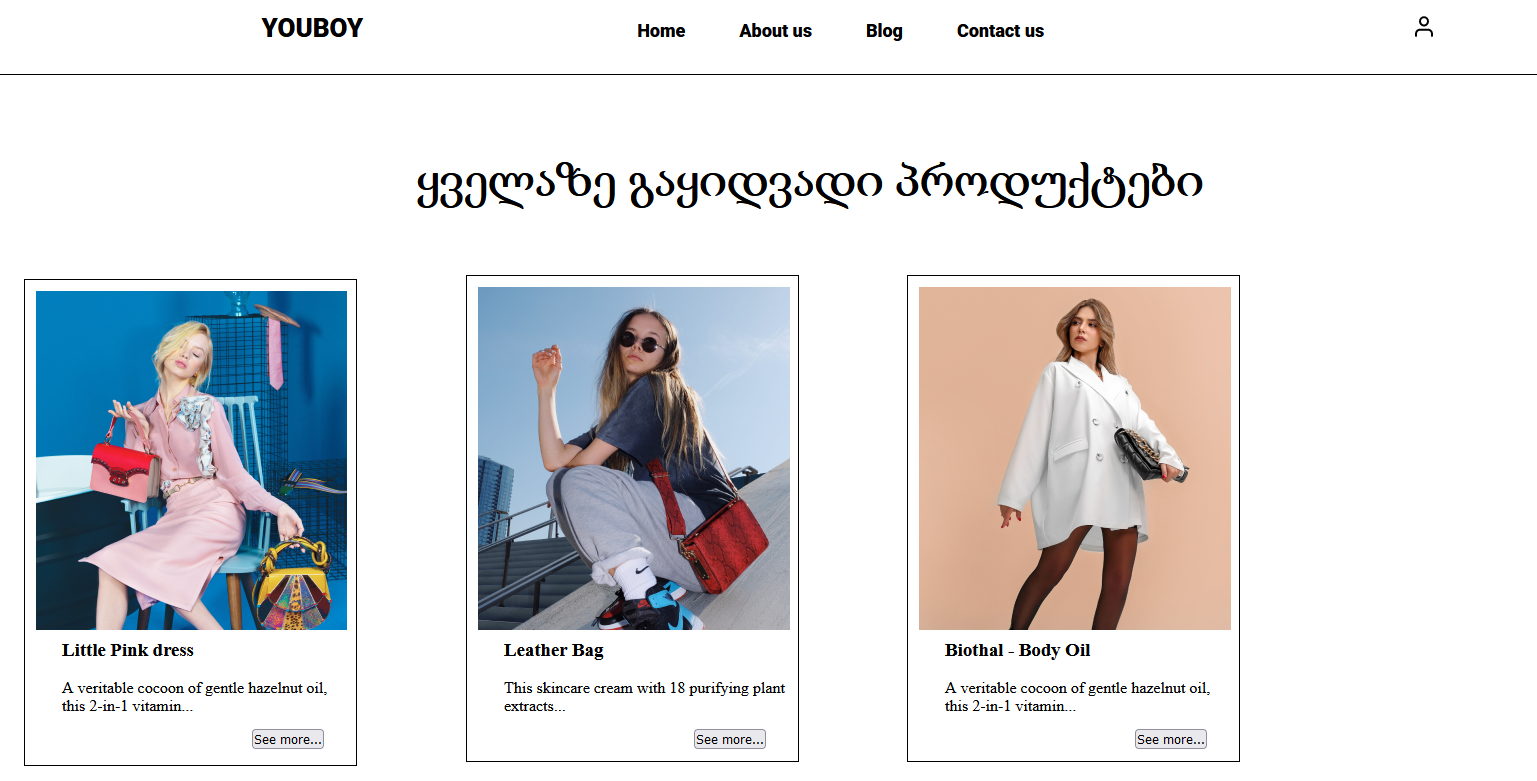 YOUBOY
Home About us Blog Contact us
ყველაზე გაყიდვადი პროდუქტები
Little Pink dress
A veritable cocoon of gentle hazelnut oil,
this 2-in-1 vitamin...
See more...
Leather Bag
This skincare cream with 18 purifying plant
extracts...
See more...
Biothal - Body Oil
A veritable cocoon of gentle hazelnut oil,
this 2-in-1 vitamin...
See more...